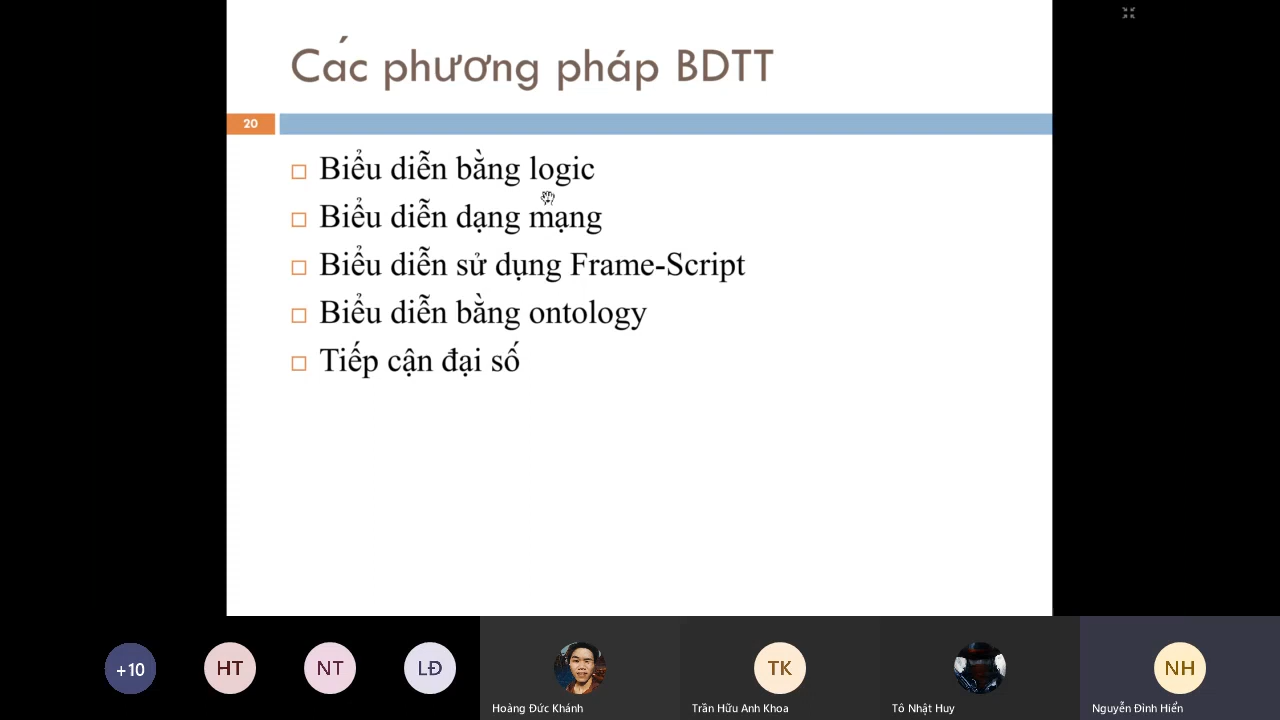 Các phương pháp BDTT
20
Biểu diễn bằng logic
Biểu diễn dạng mạng
Biểu diễn sử dụng Frame-Script
Biểu diễn bằng ontology
Tiếp cận đại số
+10
HT
NT
LĐ
TK
NH
Hoàng Đức Khánh
Trần Hữu Anh Khoa
Tô Nhật Huy
Nguyễn Đình Hiển